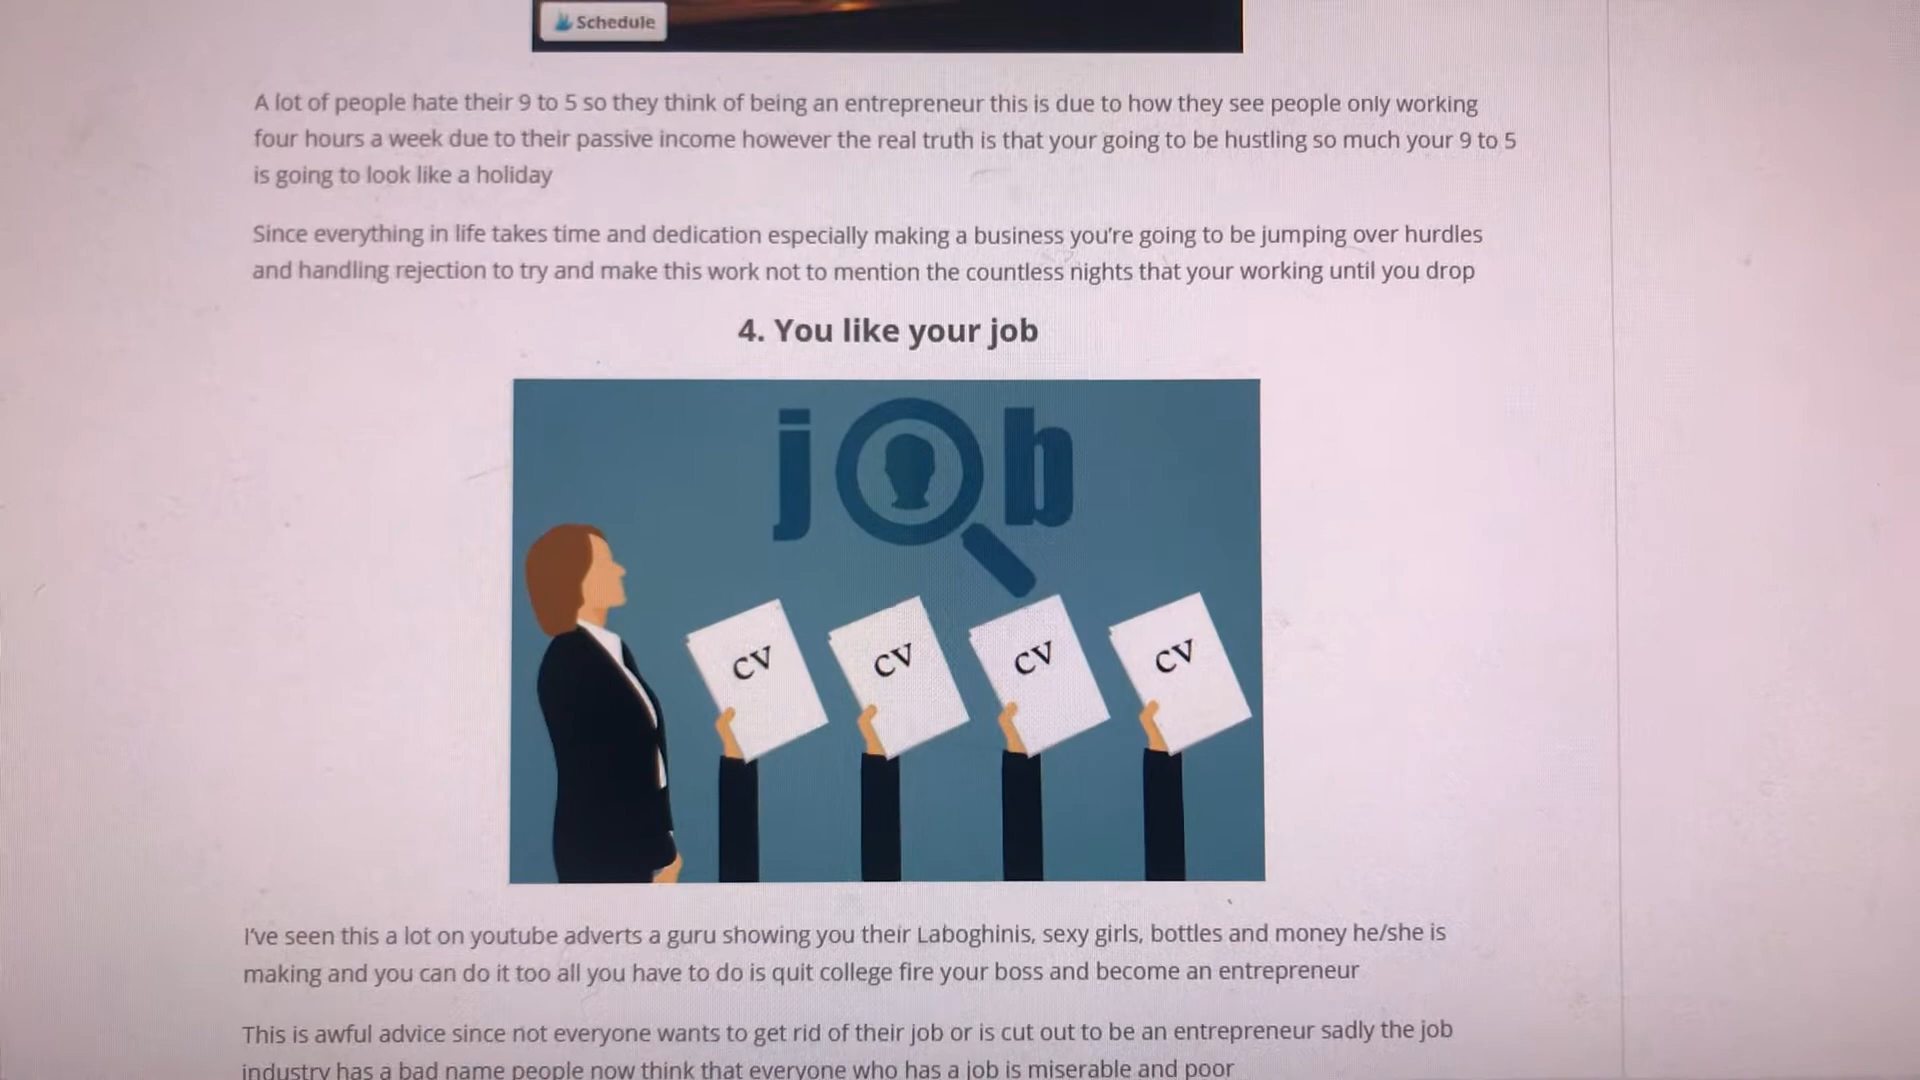 Schedule
A lot of people hate their 9 to 5 so they think of being an entrepreneur this is due to how they see people only working
four hours a week due to their passive income however the real truth is that your going to be hustling so much your 9 to 5
is going to look like a holiday
Since everything in life takes time and dedication especially making a business you're going to be jumping over hurdles
and handling rejection to try and make this work not to mention the countless nights that your working until you drop
4. You like your job
job
CV CV CV CV
I've seen this a lot on youtube adverts a guru showing you their Laboghinis, sexy girls, bottles and money he/she is
making and you can do it too all you have to do is quit college fire your boss and become an entrepreneur
This is awful advice since not everyone wants to get rid of their job or is cut out to be an entrepreneur sadly the job
industry has a bad name people now think that everyone who has a job is miserable and poor